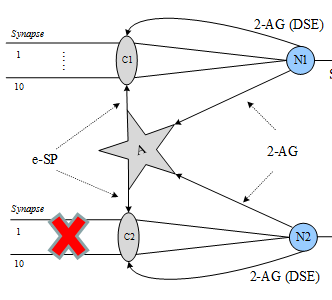 2-AG (DSE)
Synapse
1
10
C1
N1
S
A
e-SP
2-AG
Synapse
1
10
C2
N2
2-AG (DSE)